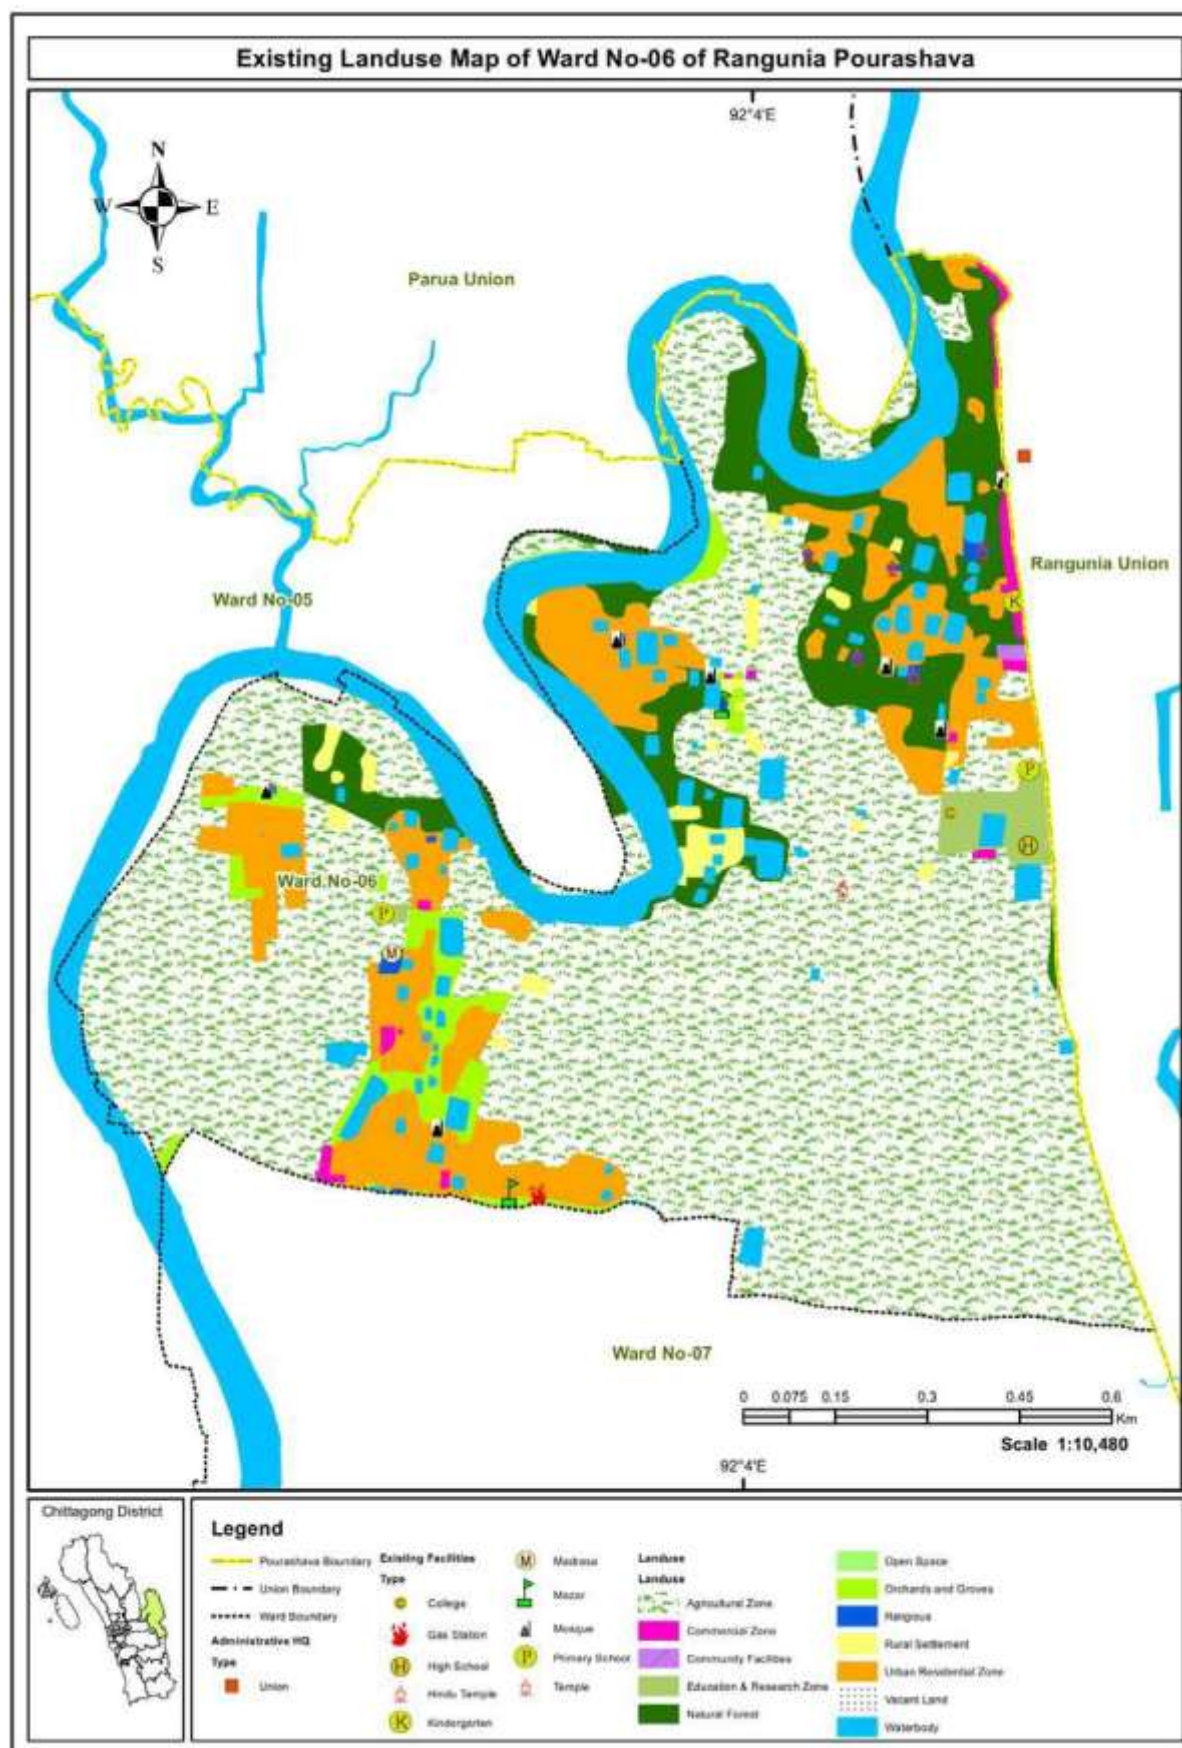 Existing Landuse Map of Ward No-06 of Rangunia Pourashava
92°4'E
N
W E
S
Parua Union
Rangunia Union
Ward No-05
K
P
C
H
Ward No-06
P
M
Ward No-07
0 0.075 0.15 0.3 0.45 0.6
Km
Scale 1:10,480
92°4'E
Chittagong District
Legend
Pourashava Boundary
Union Boundary
Ward Boundary
Administrative HQ
Type
Union
Existing Facilities
Type
C College
Gas Station
H High School
Hindu Temple
K Kindergarten
M Madrasa
Mazar
Mosque
P Primary School
Temple
Landuse
Landuse
Agricultural Zone
Commercial Zone
Community Facilities
Education & Research Zone
Natural Forest
Open Space
Orchards and Groves
Religious
Rural Settlement
Urban Residential Zone
Vacant Land
Waterbody